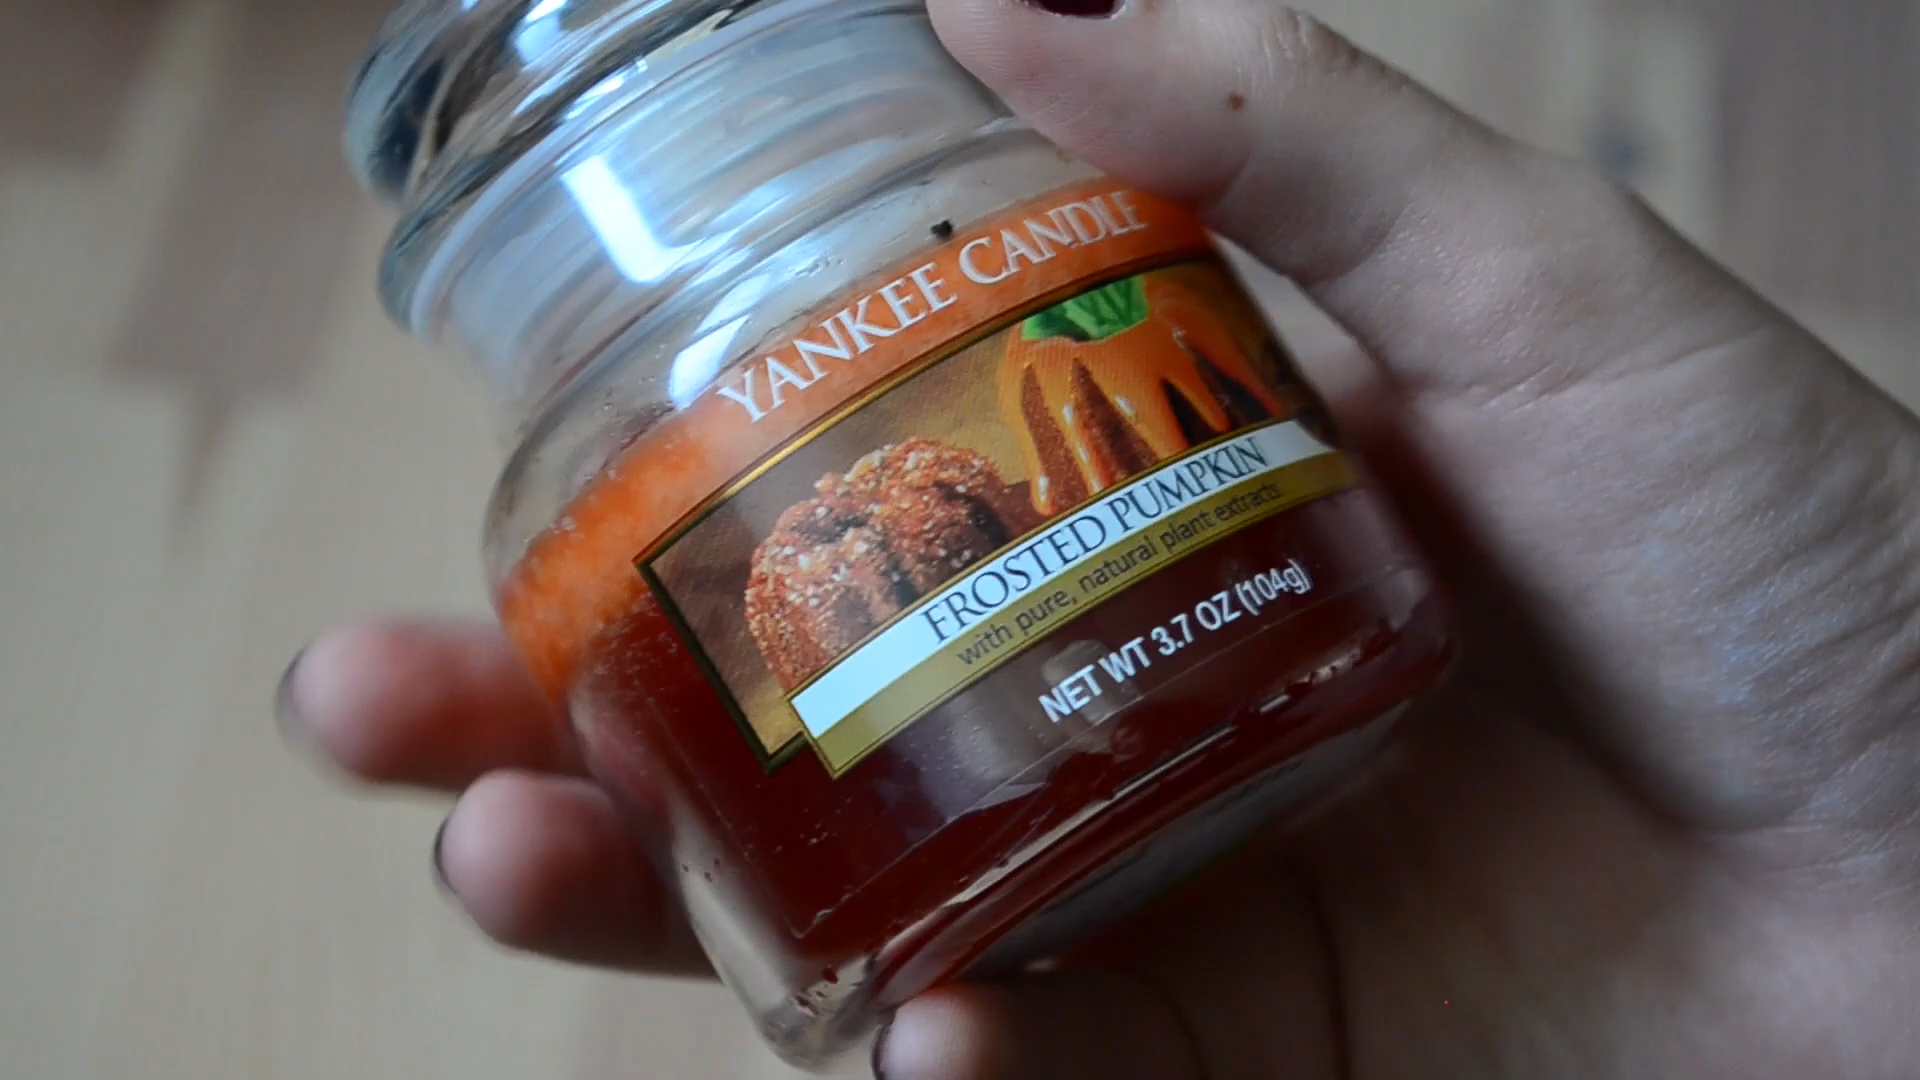 YANKEE CANDLE
FROSTED PUMPKIN
with pure, natural plant extracts
NET WT 3.7 OZ (104g)